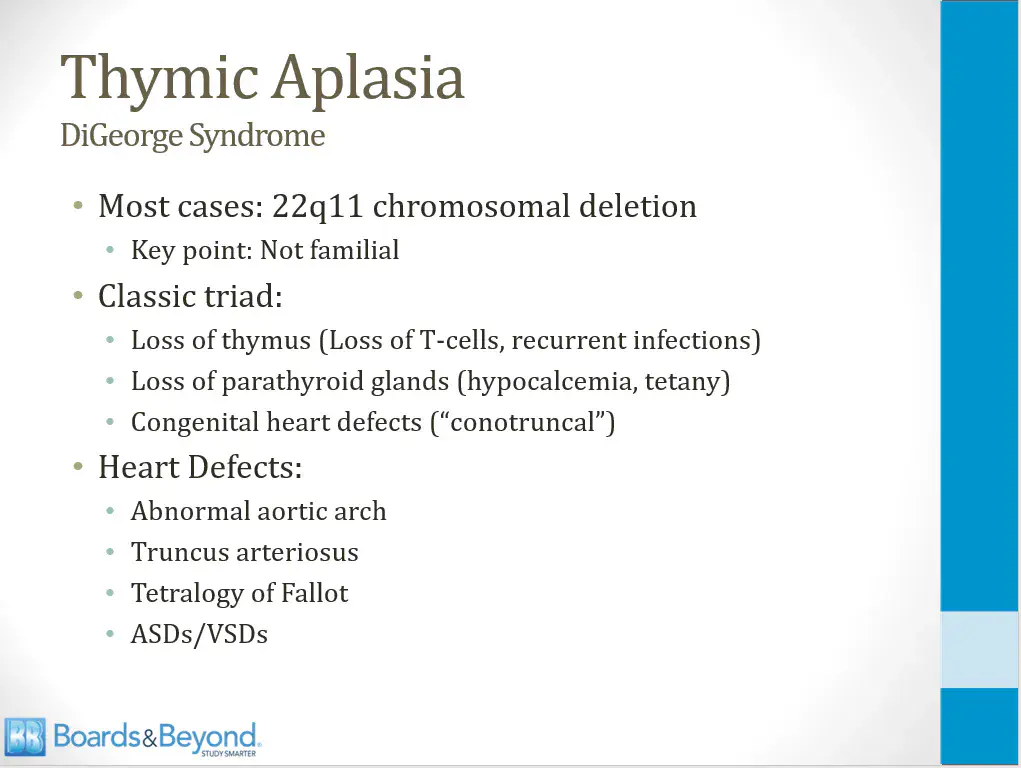 Thymic Aplasia
DiGeorge Syndrome
• Most cases: 22q11 chromosomal deletion
• Key point: Not familial
• Classic triad:
• Loss of thymus (Loss of T-cells, recurrent infections)
• Loss of parathyroid glands (hypocalcemia, tetany)
• Congenital heart defects (“conotruncal”)
• Heart Defects:
• Abnormal aortic arch
• Truncus arteriosus
• Tetralogy of Fallot
• ASDs/VSDs
BB Boards&Beyond.
STUDY SMARTER